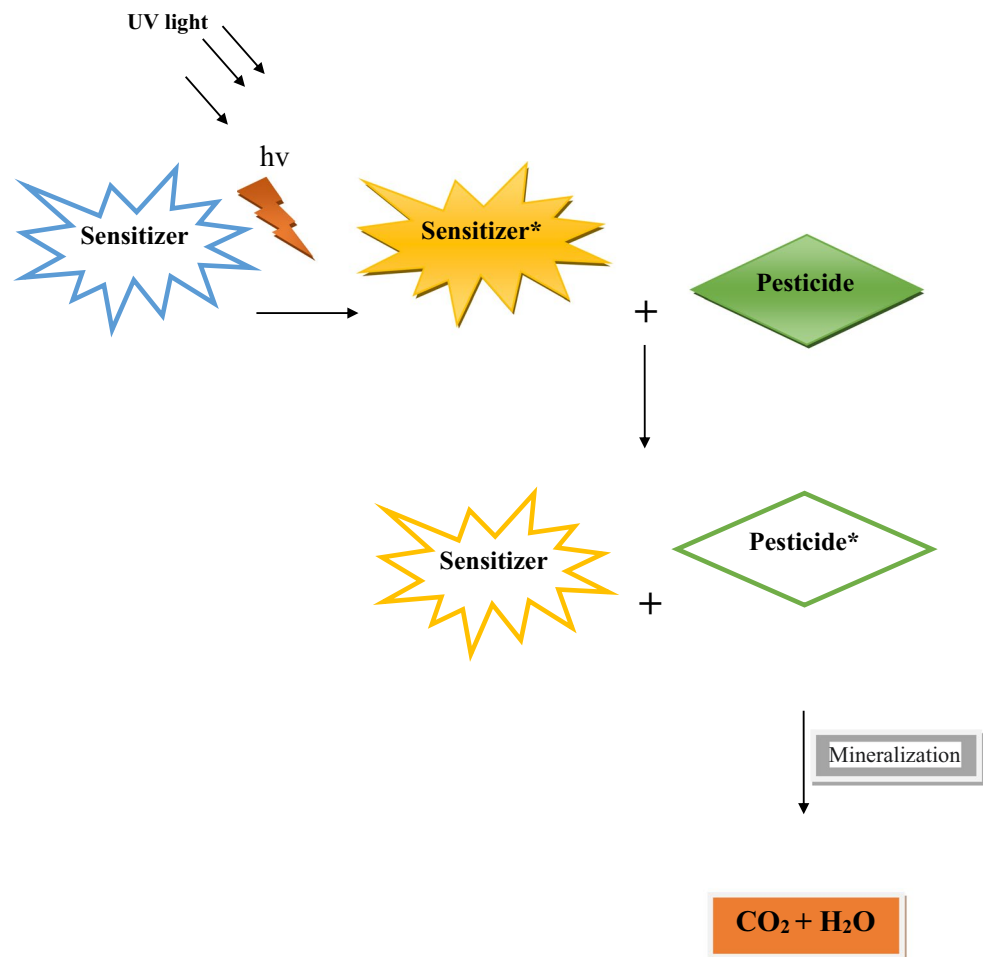 UV light
hv
Sensitizer
Sensitizer*
+
Pesticide
Sensitizer
+
Pesticide*
Mineralization
CO₂ + H₂O